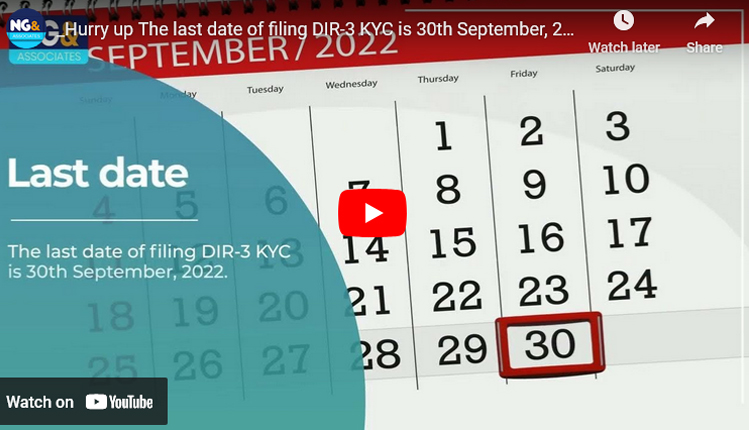 NG&
ASSOCIATES
Hurry up The last date of filing DIR-3 KYC is 30th September, 2...
Watch later
Share
SEPTEMBER / 2022
ASSOCIATES
Sunday Monday Tuesday Wednesday Thursday Friday Saturday
1 2 3
4 5 6 7 8 9 10
13 14 15 16 17
18 19 20 21 22 23 24
25 26 27 28 29 30
Last date
The last date of filing DIR-3 KYC
is 30th September, 2022.
Watch on YouTube